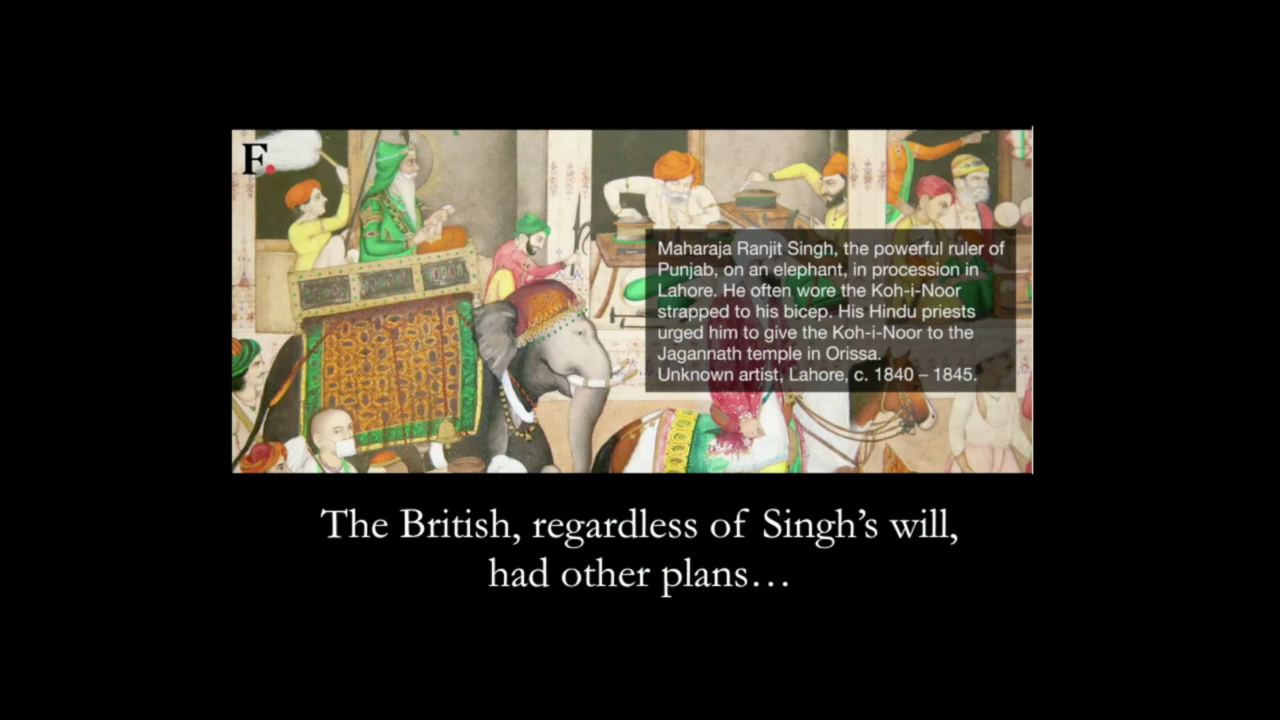 F.
Maharaja Ranjit Singh, the powerful ruler of
Punjab, on an elephant, in procession in
Lahore. He often wore the Koh-i-Noor
strapped to his bicep. His Hindu priests
urged him to give the Koh-i-Noor to the
Jagannath temple in Orissa.
Unknown artist, Lahore, c. 1840 – 1845.
The British, regardless of Singh’s will,
had other plans…